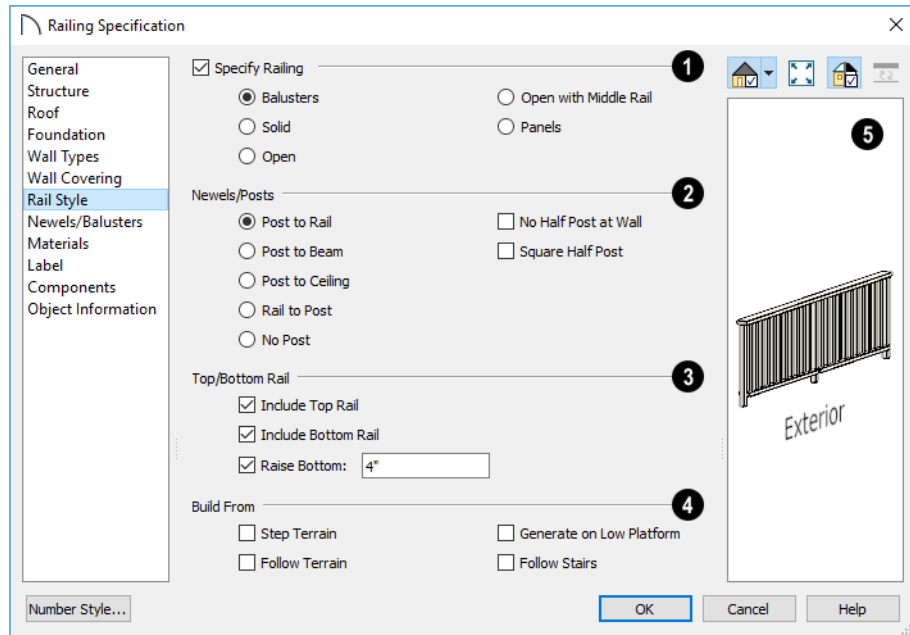 Railing Specification
General
Structure
Roof
Foundation
Wall Types
Wall Covering
Rail Style
Newels/Balusters
Materials
Label
Components
Object Information
Specify Railing
1
Balusters
Open with Middle Rail
Solid
Panels
Open
Newels/Posts
2
Post to Rail
No Half Post at Wall
Post to Beam
Square Half Post
Post to Ceiling
Rail to Post
No Post
Top/Bottom Rail
3
Include Top Rail
Include Bottom Rail
Raise Bottom: 4"
Build From
4
Step Terrain
Generate on Low Platform
Follow Terrain
Follow Stairs
5
Exterior
Number Style...
OK
Cancel
Help